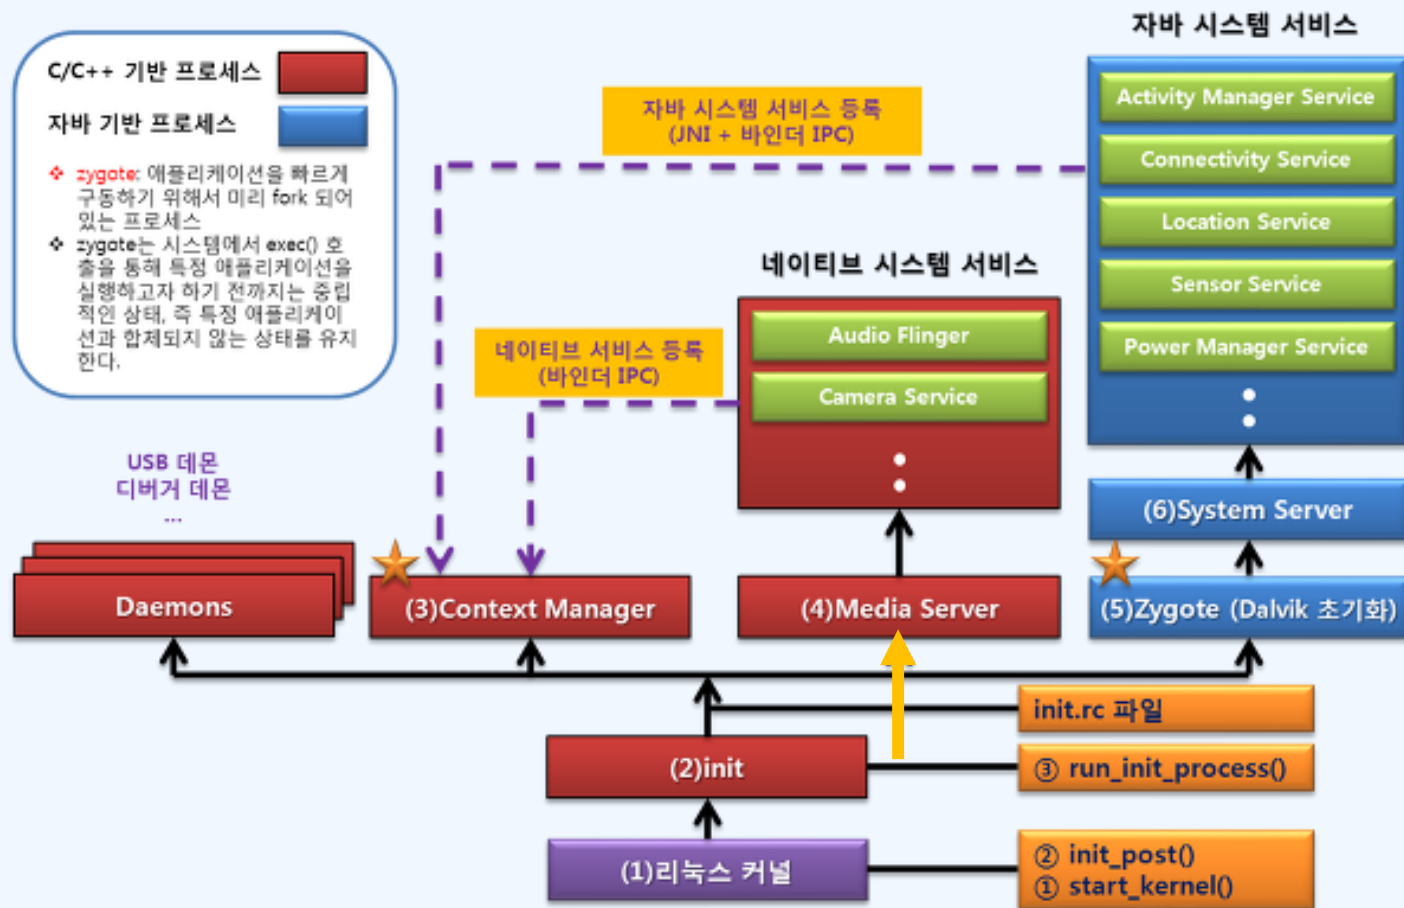 자바 시스템 서비스
C/C++ 기반 프로세스
자바 기반 프로세스
❖ zygote: 애플리케이션을 빠르게
구동하기 위해서 미리 fork 되어
있는 프로세스
❖ zygote는 시스템에서 exec() 호
출을 통해 특정 애플리케이션을
실행하고자 하기 전까지는 중립
적인 상태, 즉 특정 애플리케이
션과 합체되지 않는 상태를 유지
한다.
자바 시스템 서비스 등록
(JNI + 바인더 IPC)
Activity Manager Service
Connectivity Service
Location Service
Sensor Service
Power Manager Service
네이티브 시스템 서비스
Audio Flinger
Camera Service
네이티브 서비스 등록
(바인더 IPC)
USB 데몬
디버거 데몬
...
(6)System Server
Daemons
(3)Context Manager
(4)Media Server
(5)Zygote (Dalvik 초기화)
init.rc 파일
(2)init
③ run_init_process()
(1)리눅스 커널
② init_post()
① start_kernel()